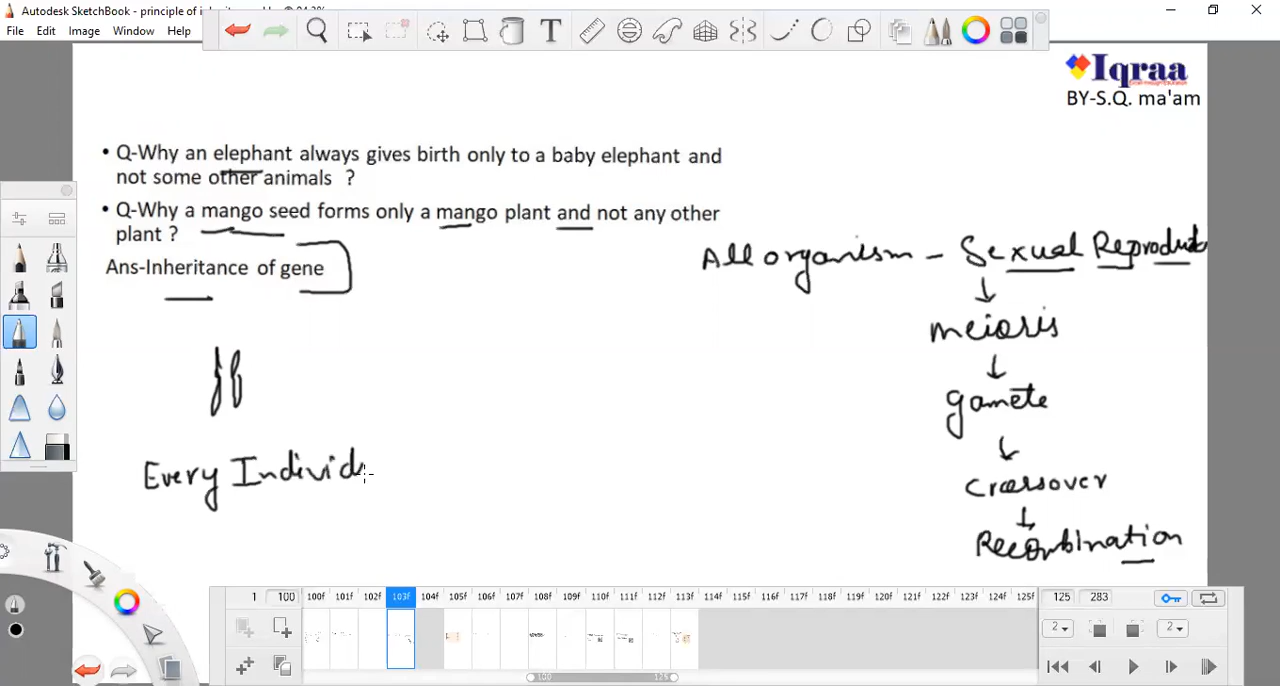 Autodesk SketchBook - principle of
File Edit Image Window Help
Iqraa
BY-S.Q. ma'am
• Q-Why an elephant always gives birth only to a baby elephant and
not some other animals ?
• Q-Why a mango seed forms only a mango plant and not any other
plant ?
Ans-Inheritance of gene
All organism - Sexual Reproducti
↓
meiosis
↓
gamete
↓
Crossover
↓
Recombination
Every Individ
1 100 100f 101f 102f 103f 104f 105f 106f 107f 108f 109f 110f 111f 112f 113f 114f 115f 116f 117f 118f 119f 120f 121f 122f 123f 124f 125f 125 283
2 2
100 125